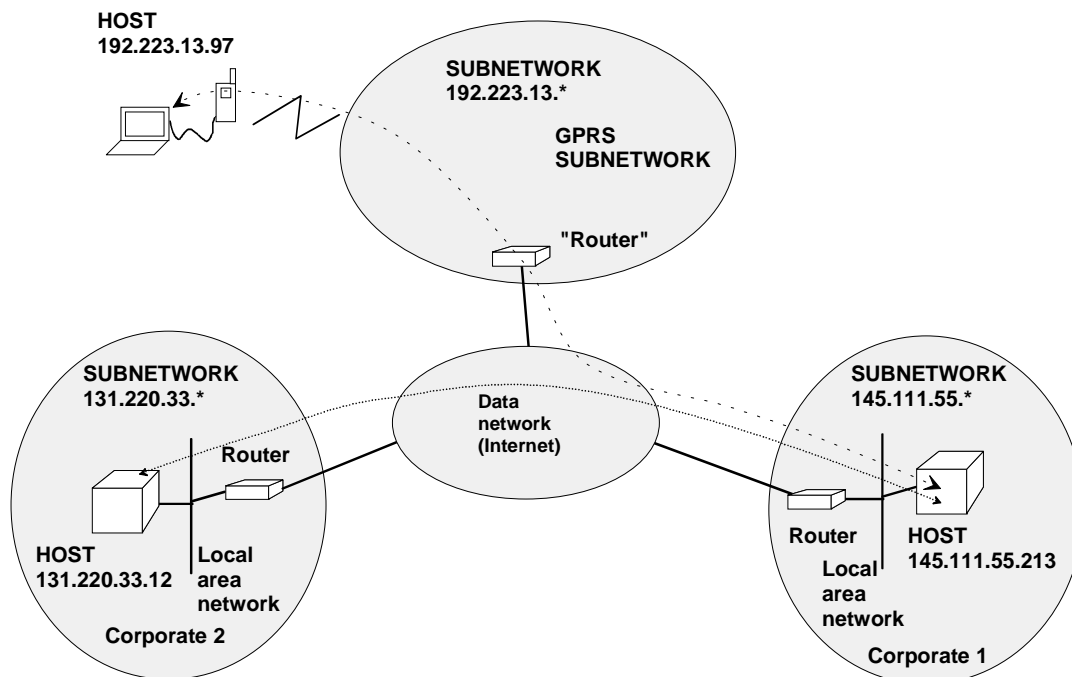 HOST
192.223.13.97
SUBNETWORK
192.223.13.*
GPRS
SUBNETWORK
"Router"
SUBNETWORK
131.220.33.*
Router
HOST
131.220.33.12
Local
area
network
Corporate 2
Data
network
(Internet)
SUBNETWORK
145.111.55.*
Router
HOST
145.111.55.213
Local
area
network
Corporate 1